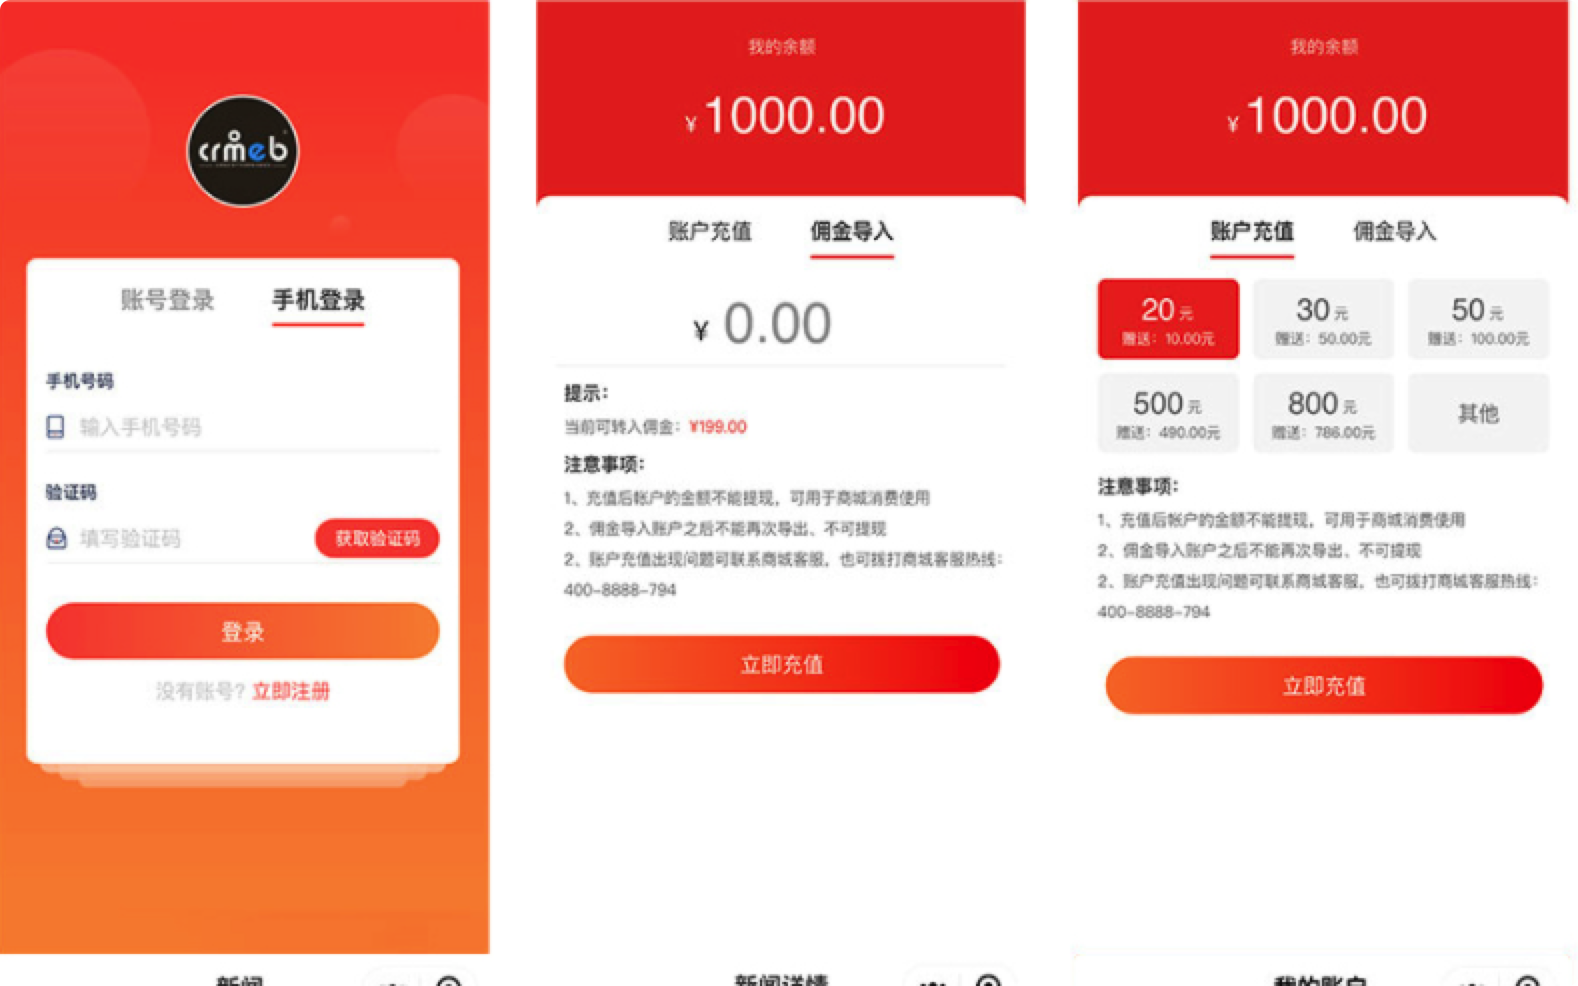 crmeb
账号登录 手机登录
手机号码
输入手机号码
验证码
填写验证码 获取验证码
登录
没有账号? 立即注册
新闻
我的余额
¥1000.00
账户充值 佣金导入
¥ 0.00
提示:
当前可转入佣金: ¥199.00
注意事项:
1、充值后帐户的金额不能提现, 可用于商城消费使用
2、佣金导入账户之后不能再次导出、不可提现
2、账户充值出现问题可联系商城客服, 也可拨打商城客服热线:
400-8888-794
立即充值
新闻详情
我的余额
¥1000.00
账户充值 佣金导入
20元 30元 50元
赠送: 10.00元 赠送: 50.00元 赠送: 100.00元
500元 800元 其他
赠送: 490.00元 赠送: 786.00元
注意事项:
1、充值后帐户的金额不能提现, 可用于商城消费使用
2、佣金导入账户之后不能再次导出、不可提现
2、账户充值出现问题可联系商城客服, 也可拨打商城客服热线:
400-8888-794
立即充值
我的账户